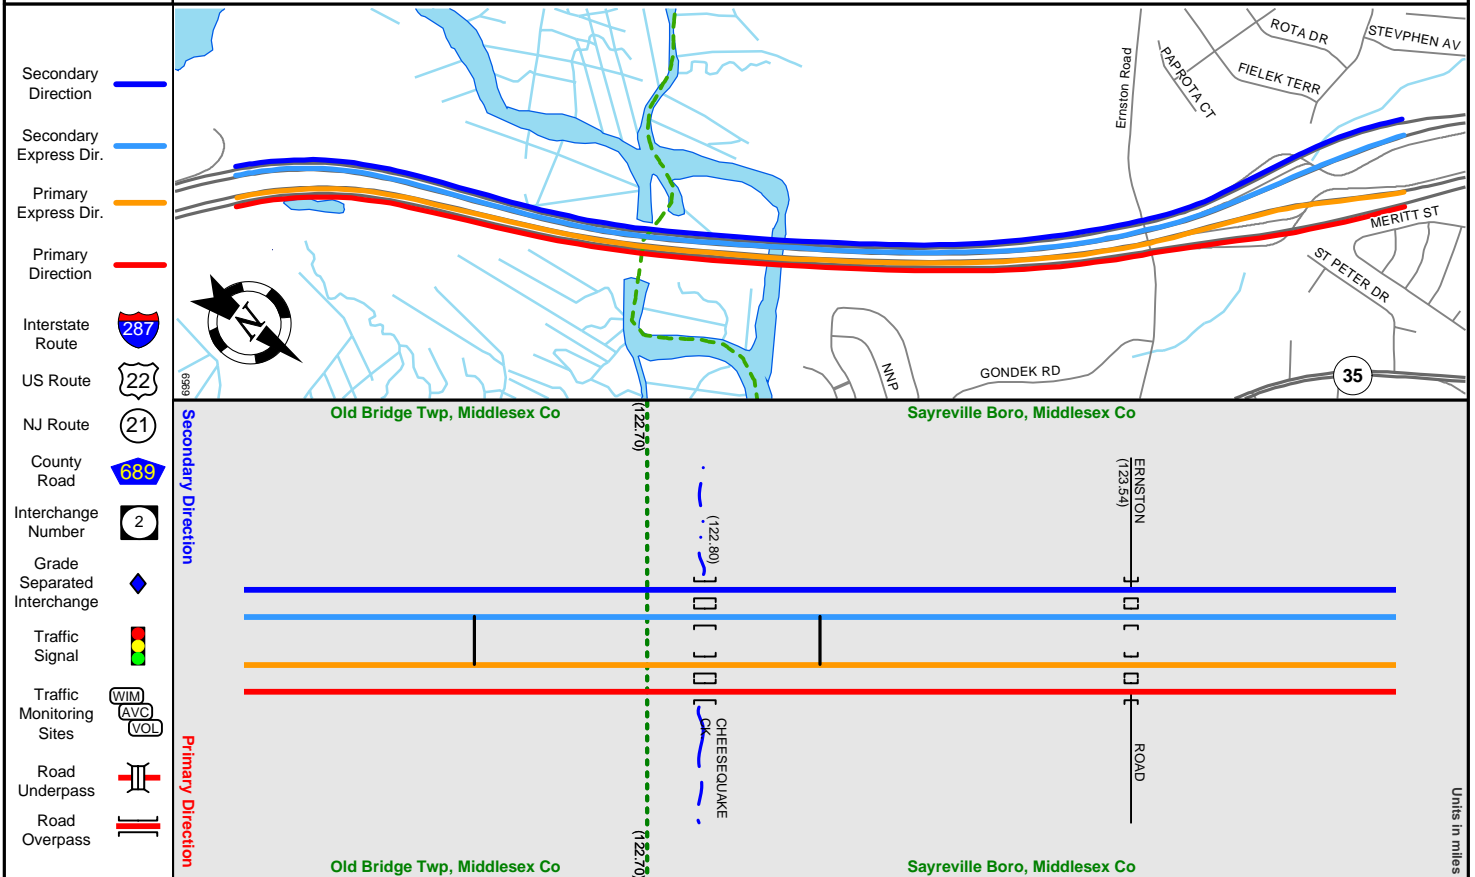 Secondary
Direction
Secondary
Express Dir.
Primary
Express Dir.
Primary
Direction
Interstate
Route
287
US Route
22
NJ Route
21
County
Road
689
Interchange
Number
2
Grade
Separated
Interchange
Traffic
Signal
Traffic
Monitoring
Sites
WIM
AVC
VOL
Road
Underpass
Road
Overpass
N
6969
Ernston Road
PAPROTA CT
ROTA DR
STEVPHEN AV
FIELEK TERR
MERITT ST
ST PETER DR
NNP
GONDEK RD
35
Old Bridge Twp, Middlesex Co
(122.70)
Sayreville Boro, Middlesex Co
Secondary Direction
(122.80)
ERNSTON
(123.54)
Primary Direction
CHEESEQUAKE
CK
ROAD
Units in miles
Old Bridge Twp, Middlesex Co
(122.70)
Sayreville Boro, Middlesex Co